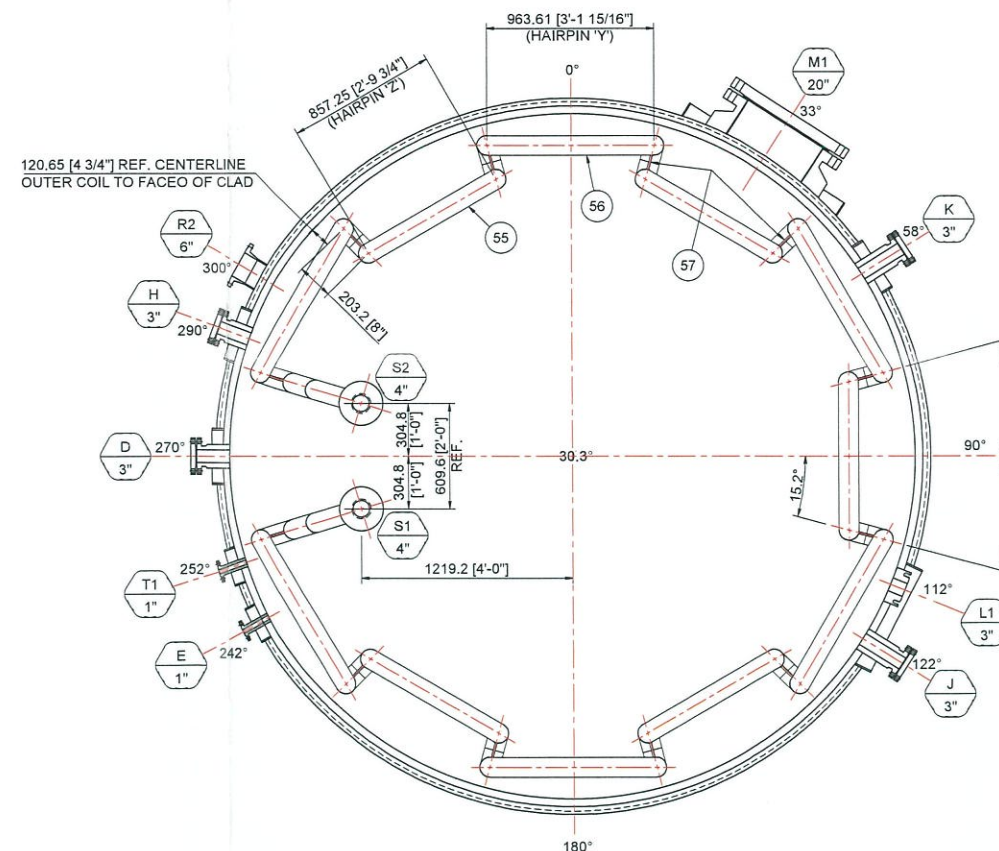 963.61 [3'-1 15/16"]
(HAIRPIN 'Y')
0°
M1
20"
33°
857.25 [2'-9 3/4"]
(HAIRPIN 'Z')
120.65 [4 3/4"] REF. CENTERLINE
OUTER COIL TO FACEO OF CLAD
R2
6"
300°
55
56
57
K
3"
58°
H
3"
290°
203.2 [8"]
S2
4"
D
3"
270°
304.8
[1'-0"]
304.8
[1'-0"]
609.6 [2'-0"]
REF.
30.3°
90°
15.2°
S1
4"
1219.2 [4'-0"]
T1
1"
252°
E
1"
242°
112°
L1
3"
122°
J
3"
180°